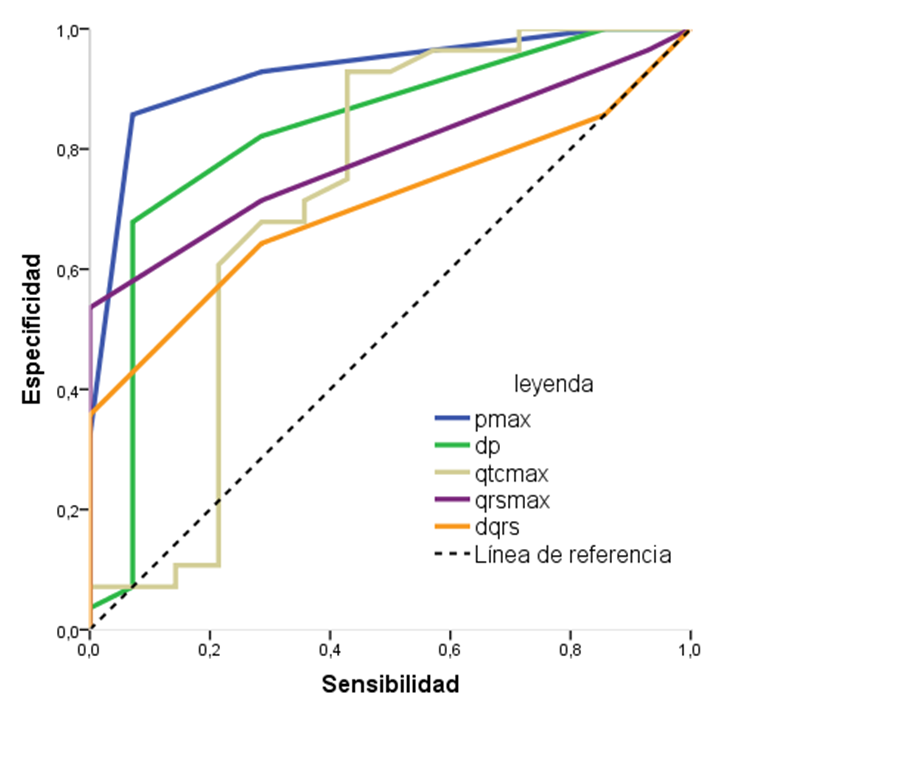 1,0
0,8
0,6
0,4
0,2
0,0
Especificidad
leyenda
pmax
dp
qtcmax
qrsmax
dqrs
Línea de referencia
0,0 0,2 0,4 0,6 0,8 1,0
Sensibilidad